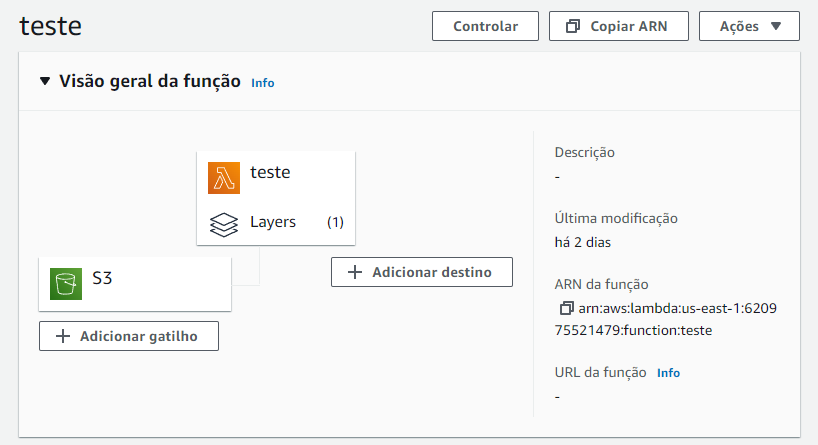 teste
Controlar
Copiar ARN
Ações
Visão geral da função Info
teste
Layers (1)
S3
Adicionar destino
Adicionar gatilho
Descrição
-
Última modificação
há 2 dias
ARN da função
arn:aws:lambda:us-east-1:6209
75521479:function:teste
URL da função Info
-